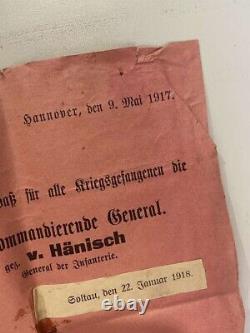 Hannover, den 9. Mai 1917.
daß für alle Kriegsgefangenen die
ommandierende General.
gez. v. Hänisch
General der Infanterie.
Soltau, den 22. Januar 1918.